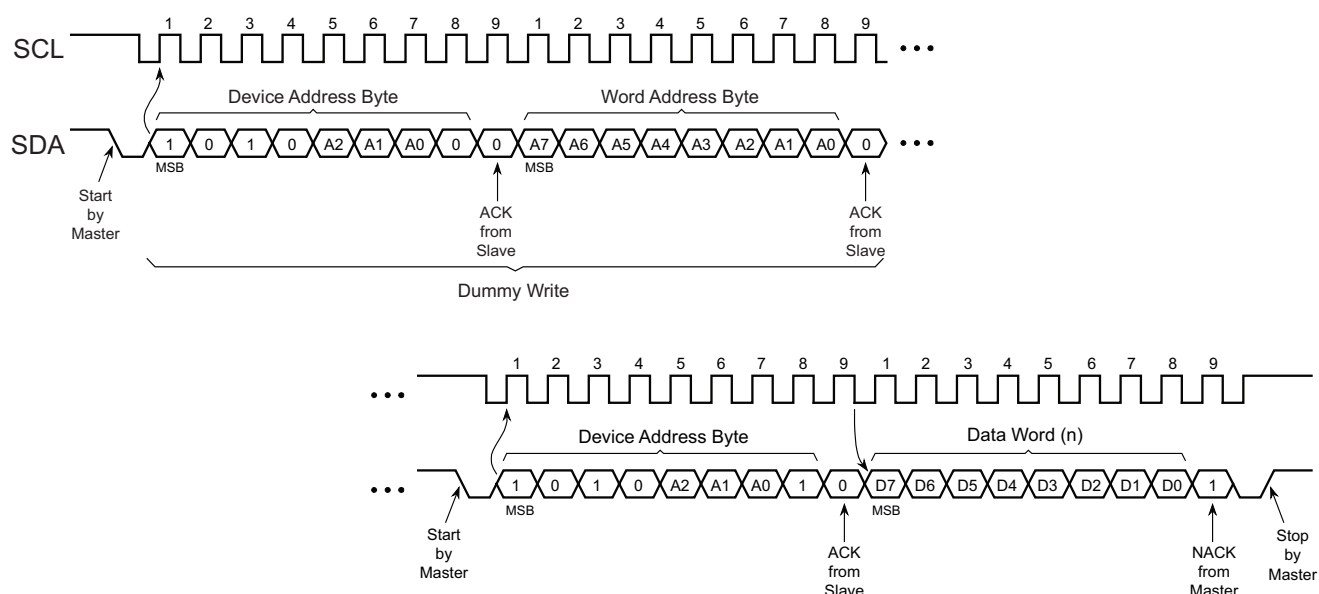 1 2 3 4 5 6 7 8 9 1 2 3 4 5 6 7 8 9
SCL
Device Address Byte Word Address Byte
SDA 1 0 1 0 A2 A1 A0 0 0 A7 A6 A5 A4 A3 A2 A1 A0 0
MSB MSB
Start
by
Master
ACK
from
Slave
ACK
from
Slave
Dummy Write
1 2 3 4 5 6 7 8 9 1 2 3 4 5 6 7 8 9
Device Address Byte Data Word (n)
1 0 1 0 A2 A1 A0 1 0 D7 D6 D5 D4 D3 D2 D1 D0 1
MSB MSB
Start
by
Master
ACK
from
Slave
NACK
from
Master
Stop
by
Master